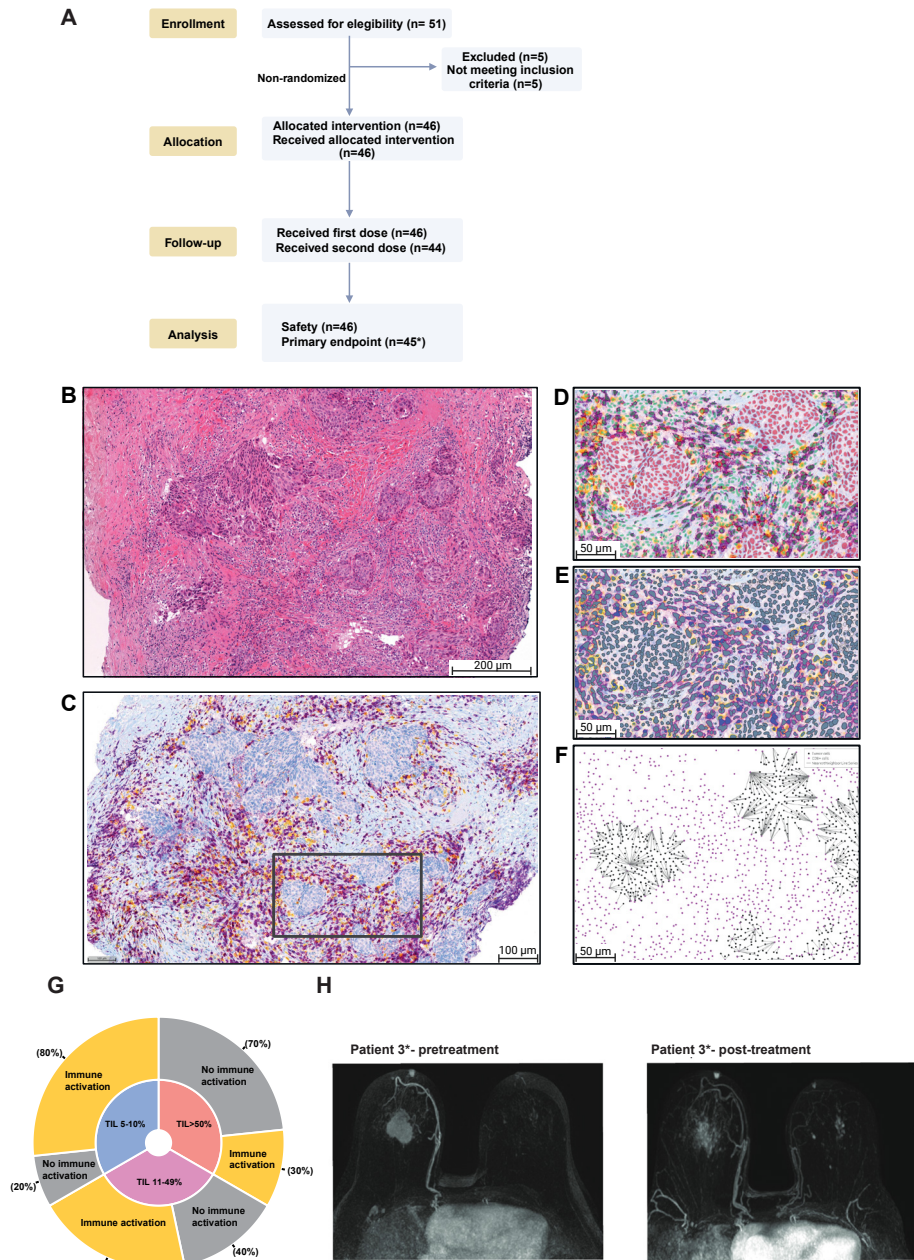 A
Enrollment
Assessed for elegibility (n= 51)
Excluded (n=5)
Not meeting inclusion
criteria (n=5)
Non-randomized
Allocation
Allocated intervention (n=46)
Received allocated intervention
(n=46)
Follow-up
Received first dose (n=46)
Received second dose (n=44)
Analysis
Safety (n=46)
Primary endpoint (n=45*)
B
200 µm
C
100 µm
D
50 µm
E
50 µm
F
50 µm
G
(80%)
Immune
activation
(70%)
No immune
activation
TIL 5-10%
TIL>50%
TIL 11-49%
No immune
activation
(20%)
Immune
activation
(30%)
Immune activation
No immune
activation
(40%)
H
Patient 3*- pretreatment
Patient 3*- post-treatment